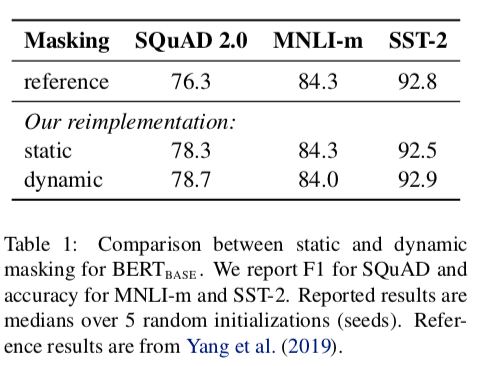 Masking SQuAD 2.0 MNLI-m SST-2
reference 76.3 84.3 92.8
Our reimplementation:
static 78.3 84.3 92.5
dynamic 78.7 84.0 92.9
Table 1: Comparison between static and dynamic
masking for BERTBASE. We report F1 for SQuAD and
accuracy for MNLI-m and SST-2. Reported results are
medians over 5 random initializations (seeds). Refer-
ence results are from Yang et al. (2019).